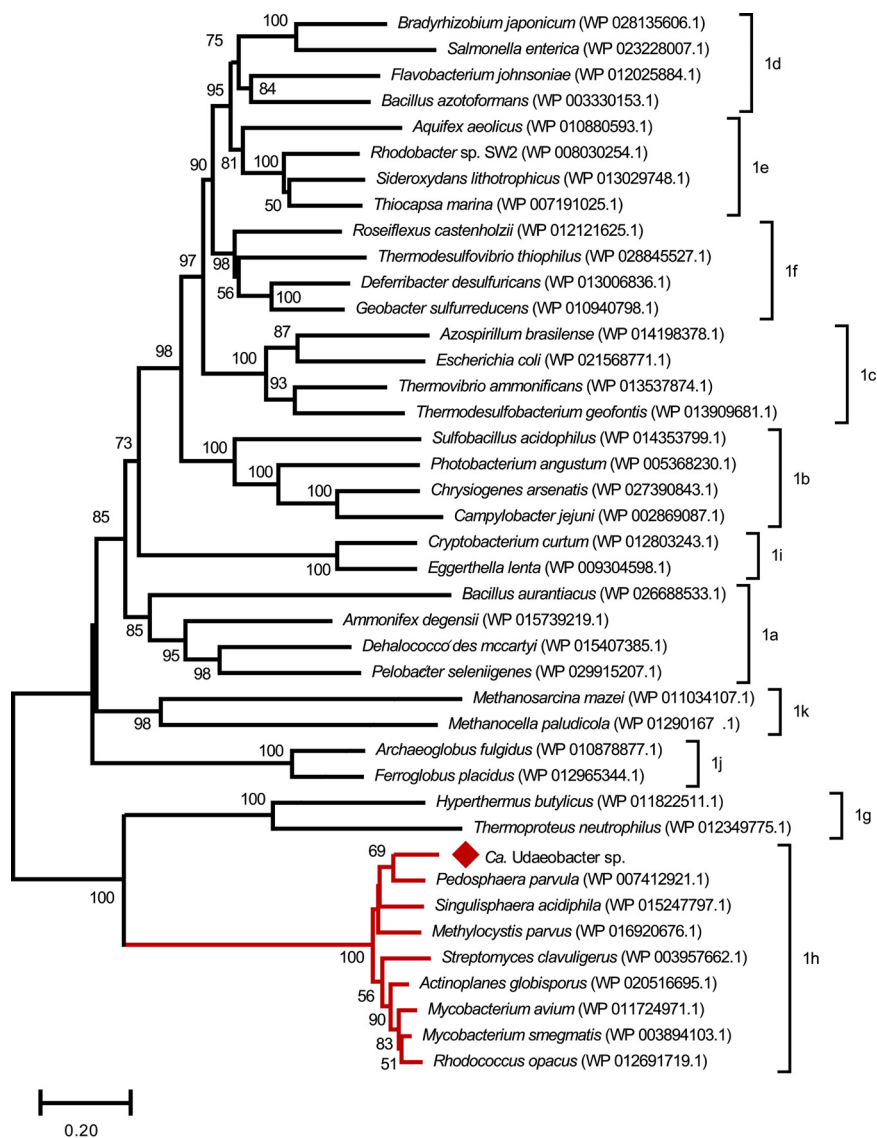 100
Bradyrhizobium japonicum (WP 028135606.1)
75
Salmonella enterica (WP 023228007.1)
1d
Flavobacterium johnsoniae (WP 012025884.1)
95
84
Bacillus azotoformans (WP 003330153.1)
Aquifex aeolicus (WP 010880593.1)
90
81
100
Rhodobacter sp. SW2 (WP 008030254.1)
1e
Sideroxydans lithotrophicus (WP 013029748.1)
50
Thiocapsa marina (WP 007191025.1)
Roseiflexus castenholzii (WP 012121625.1)
97
98
Thermodesulfovibrio thiophilus (WP 028845527.1)
1f
56
Deferribacter desulfuricans (WP 013006836.1)
100
Geobacter sulfurreducens (WP 010940798.1)
87
Azospirillum brasilense (WP 014198378.1)
98
100
Escherichia coli (WP 021568771.1)
1c
93
Thermovibrio ammonificans (WP 013537874.1)
Thermodesulfobacterium geofontis (WP 013909681.1)
73
100
Sulfobacillus acidophilus (WP 014353799.1)
100
Photobacterium angustum (WP 005368230.1)
1b
100
Chrysiogenes arsenatis (WP 027390843.1)
85
Campylobacter jejuni (WP 002869087.1)
Cryptobacterium curtum (WP 012803243.1)
1i
100
Eggerthella lenta (WP 009304598.1)
Bacillus aurantiacus (WP 026688533.1)
85
Ammonifex degensii (WP 015739219.1)
1a
95
Dehalococco ́des mccartyi (WP 015407385.1)
98
Pelobacter seleniigenes (WP 029915207.1)
Methanosarcina mazei (WP 011034107.1)
1k
98
Methanocella paludicola (WP 01290167 .1)
100
Archaeoglobus fulgidus (WP 010878877.1)
1j
Ferroglobus placidus (WP 012965344.1)
100
Hyperthermus butylicus (WP 011822511.1)
1g
Thermoproteus neutrophilus (WP 012349775.1)
69
Ca. Udaeobacter sp.
100
Pedosphaera parvula (WP 007412921.1)
Singulisphaera acidiphila (WP 015247797.1)
Methylocystis parvus (WP 016920676.1)
100
1h
Streptomyces clavuligerus (WP 003957662.1)
56
Actinoplanes globisporus (WP 020516695.1)
90
Mycobacterium avium (WP 011724971.1)
83
Mycobacterium smegmatis (WP 003894103.1)
51
Rhodococcus opacus (WP 012691719.1)
0.20